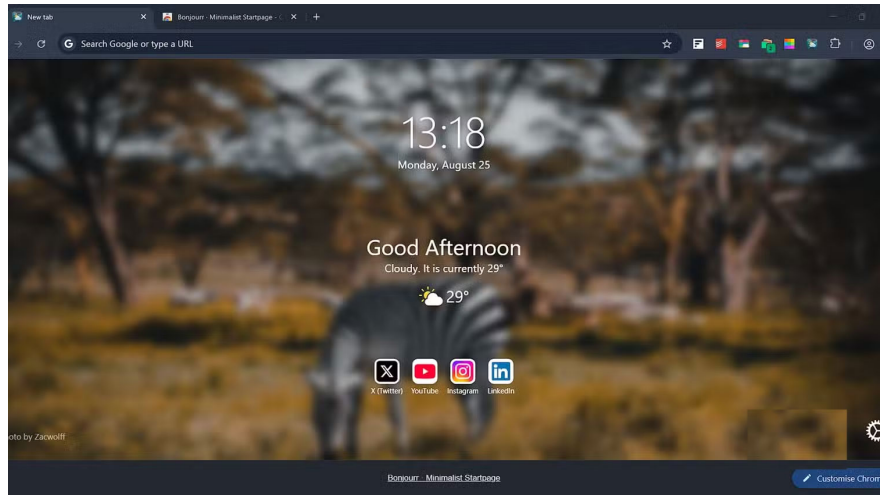 New tab
Bonjourr · Minimalist Startpage - C
Search Google or type a URL
13:18
Monday, August 25
Good Afternoon
Cloudy. It is currently 29°
29°
X (Twitter) YouTube Instagram LinkedIn
oto by Zacwolff
Bonjourr · Minimalist Startpage
Customise Chrom